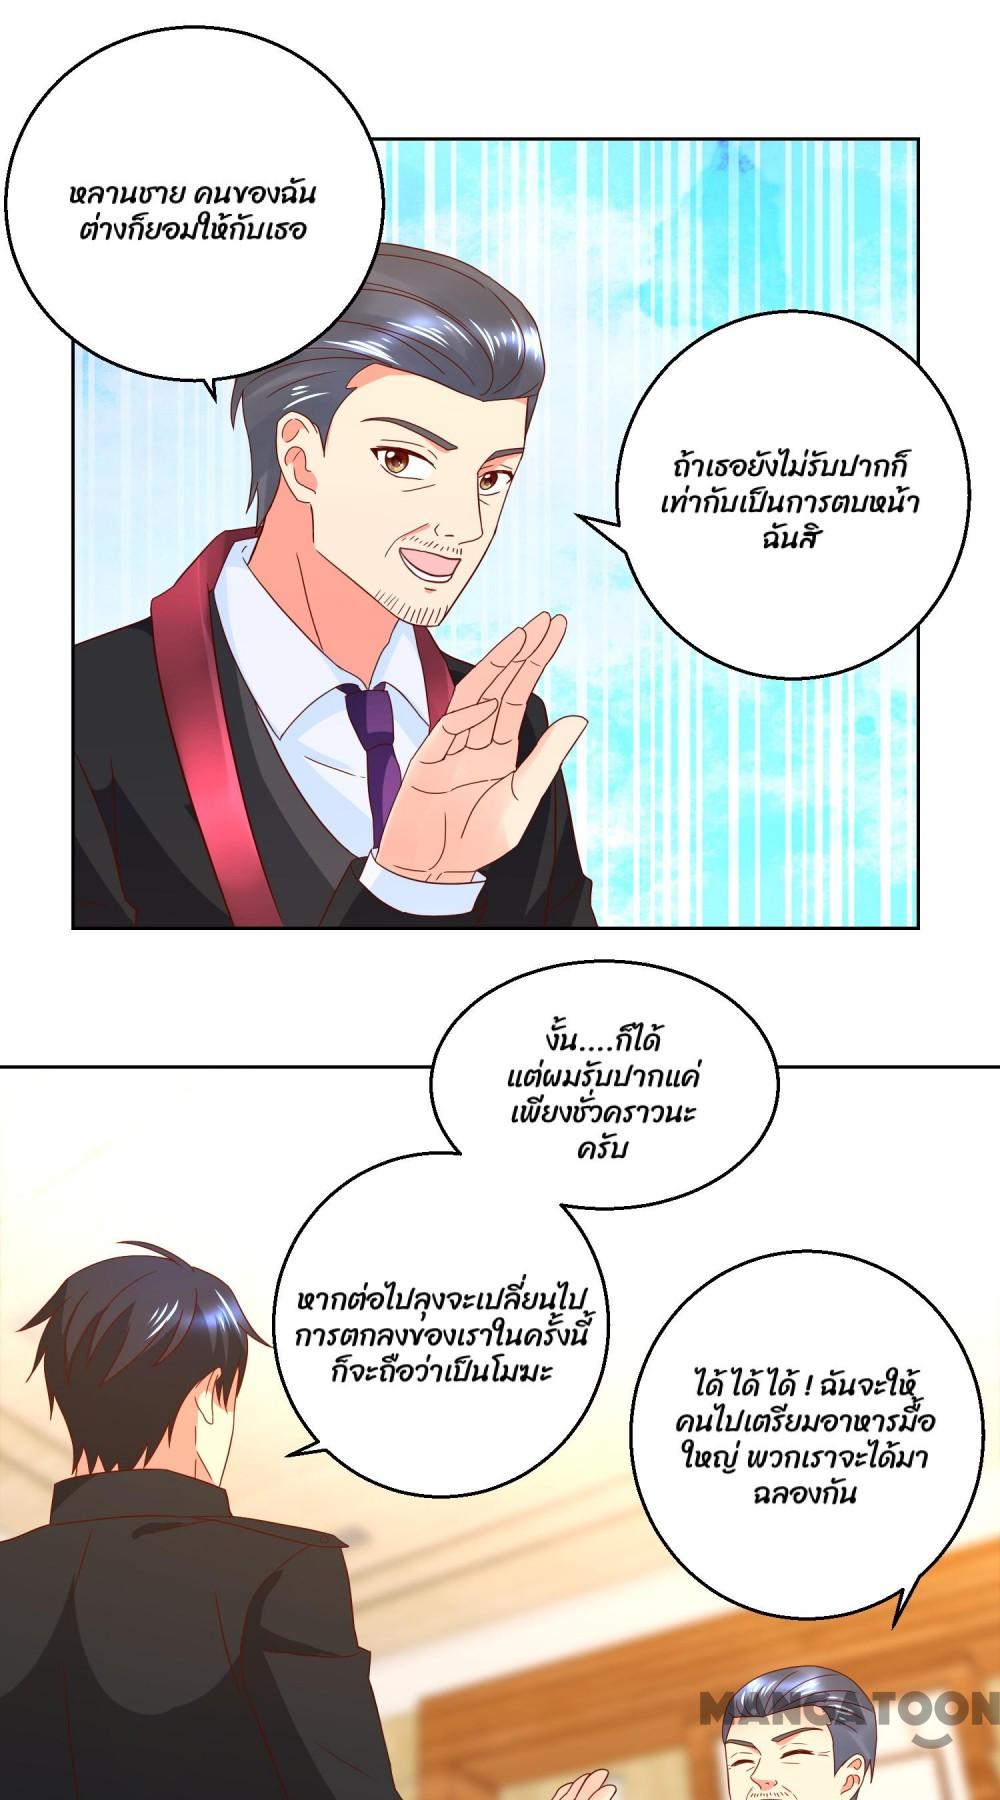 หลานชาย คนของฉัน
ต่างก็ยอมให้กับเธอ
ถ้าเธอยังไม่รับปากก็
เท่ากับเป็นการตบหน้า
ฉันสิ
งั้น....ก็ได้
แต่ผมรับปากแค่
เพียงชั่วคราวนะ
ครับ
หากต่อไปลุงจะเปลี่ยนไป
การตกลงของเราในครั้งนี้
ก็จะถือว่าเป็นโมฆะ
ได้ ได้ ได้ ! ฉันจะให้
คนไปเตรียมอาหารมื้อ
ใหญ่ พวกเราจะได้มา
ฉลองกัน
MANGATOON